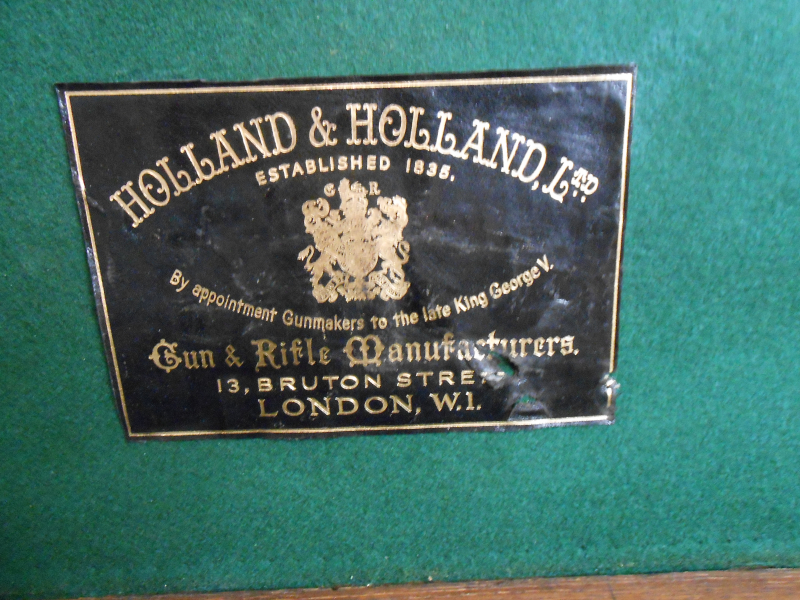 HOLLAND & HOLLAND, LTD.
ESTABLISHED 1835.
G R
By appointment Gunmakers to the late King George V.
Gun & Rifle Manufacturers.
13, BRUTON STRE
LONDON, W.1.